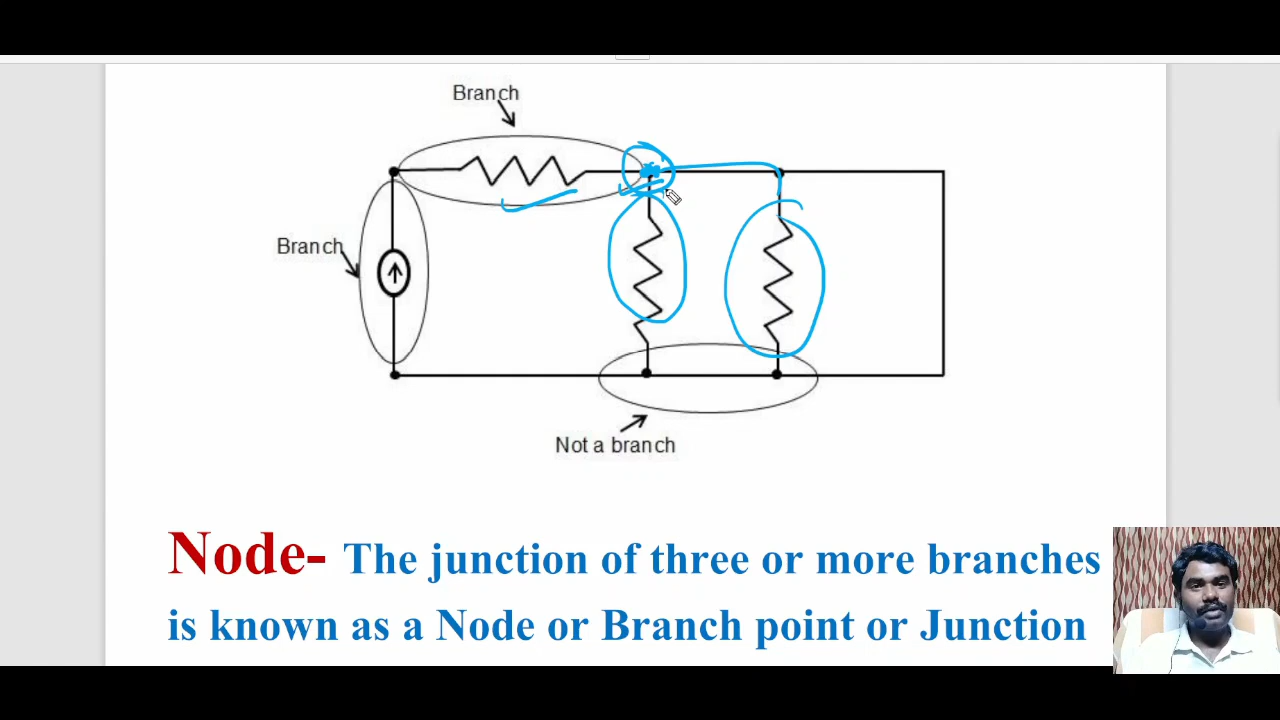 Branch
Branch
Not a branch
Node- The junction of three or more branches
is known as a Node or Branch point or Junction